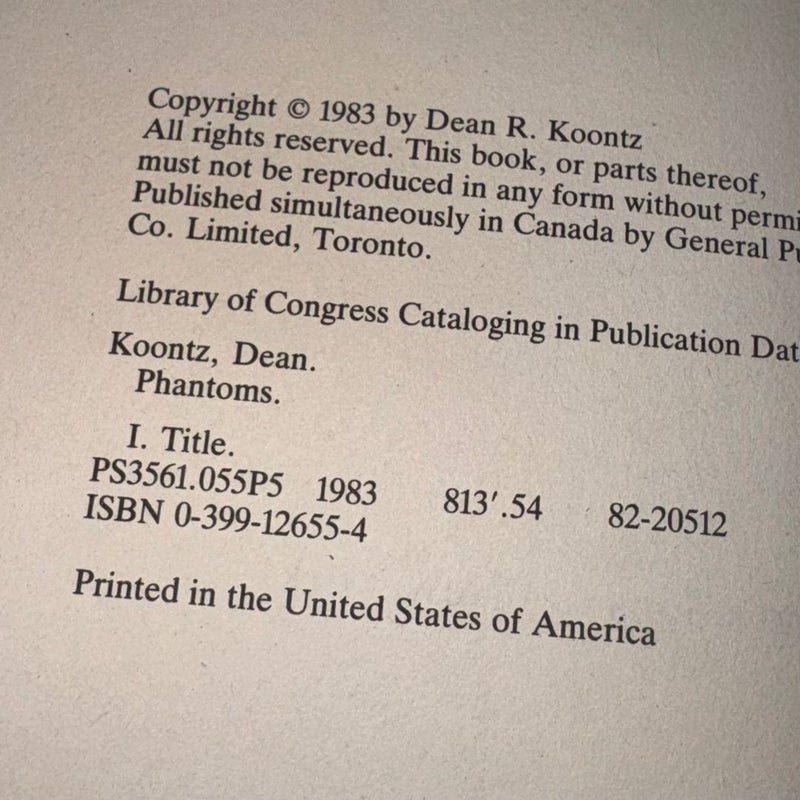 Copyright © 1983 by Dean R. Koontz
All rights reserved. This book, or parts thereof,
must not be reproduced in any form without
Published simultaneously in Canada by General
Co. Limited, Toronto.
Library of Congress Cataloging in Publication
Koontz, Dean.
Phantoms.
I. Title.
PS3561.055P5 1983 813'.54 82-20512
ISBN 0-399-12655-4
Printed in the United States of America